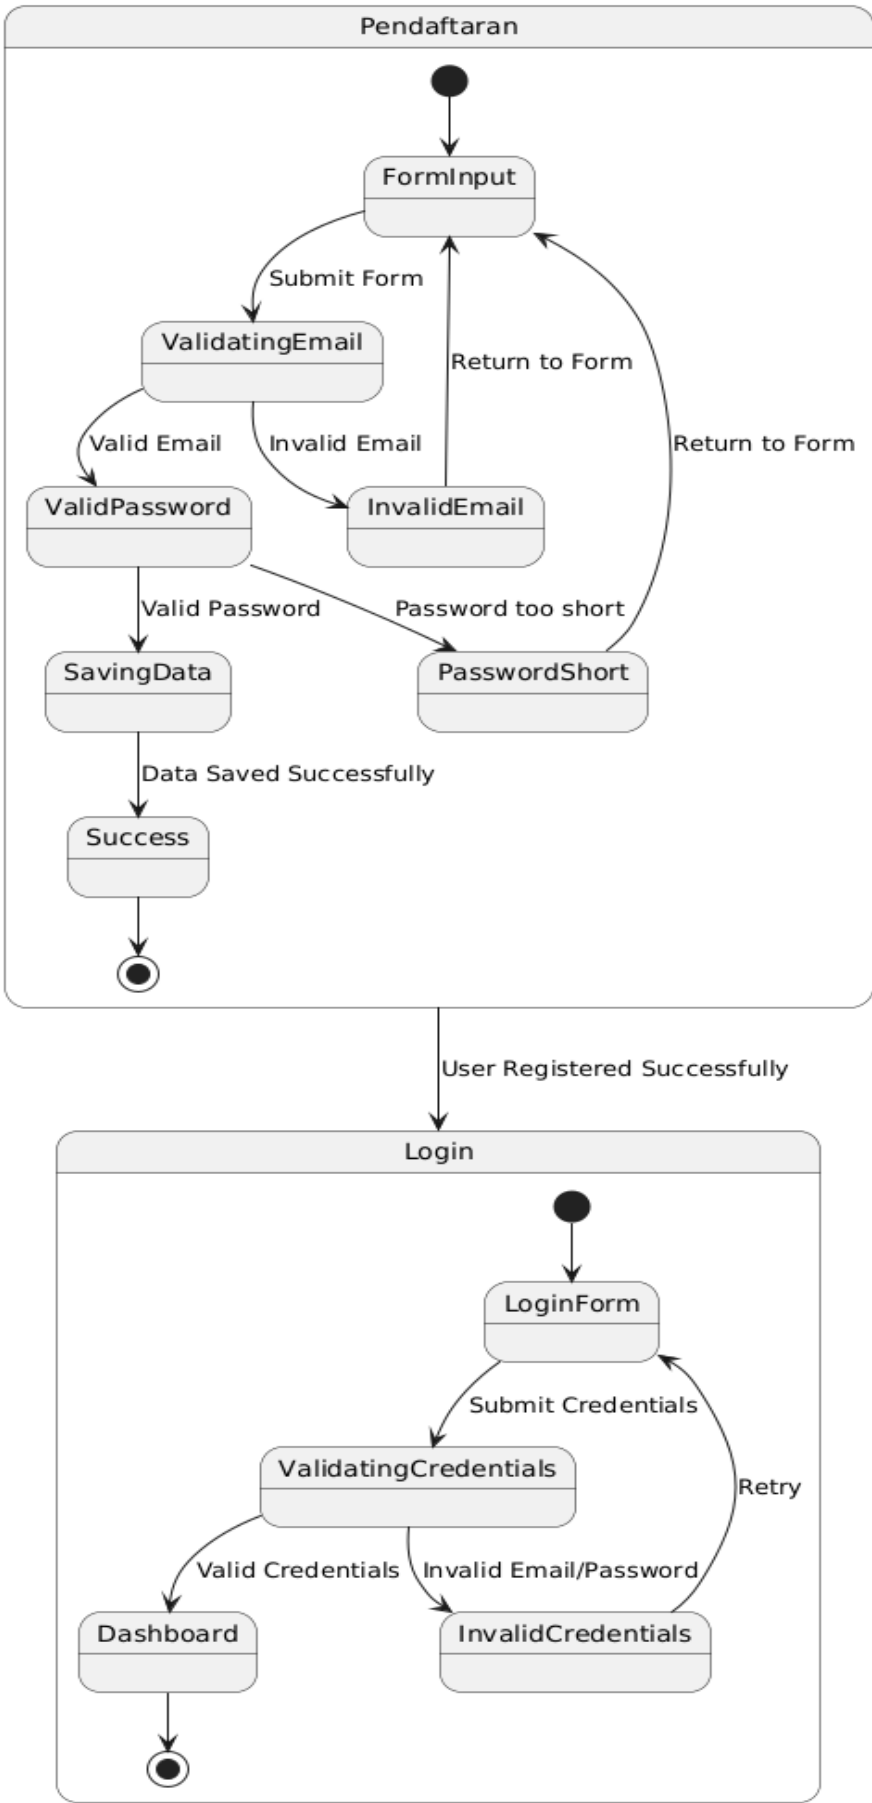 Pendaftaran
FormInput
Submit Form
ValidatingEmail
Return to Form
Valid Email
Invalid Email
Return to Form
ValidPassword
InvalidEmail
Valid Password
Password too short
SavingData
PasswordShort
Data Saved Successfully
Success
User Registered Successfully
Login
LoginForm
Submit Credentials
ValidatingCredentials
Retry
Valid Credentials
Invalid Email/Password
Dashboard
InvalidCredentials